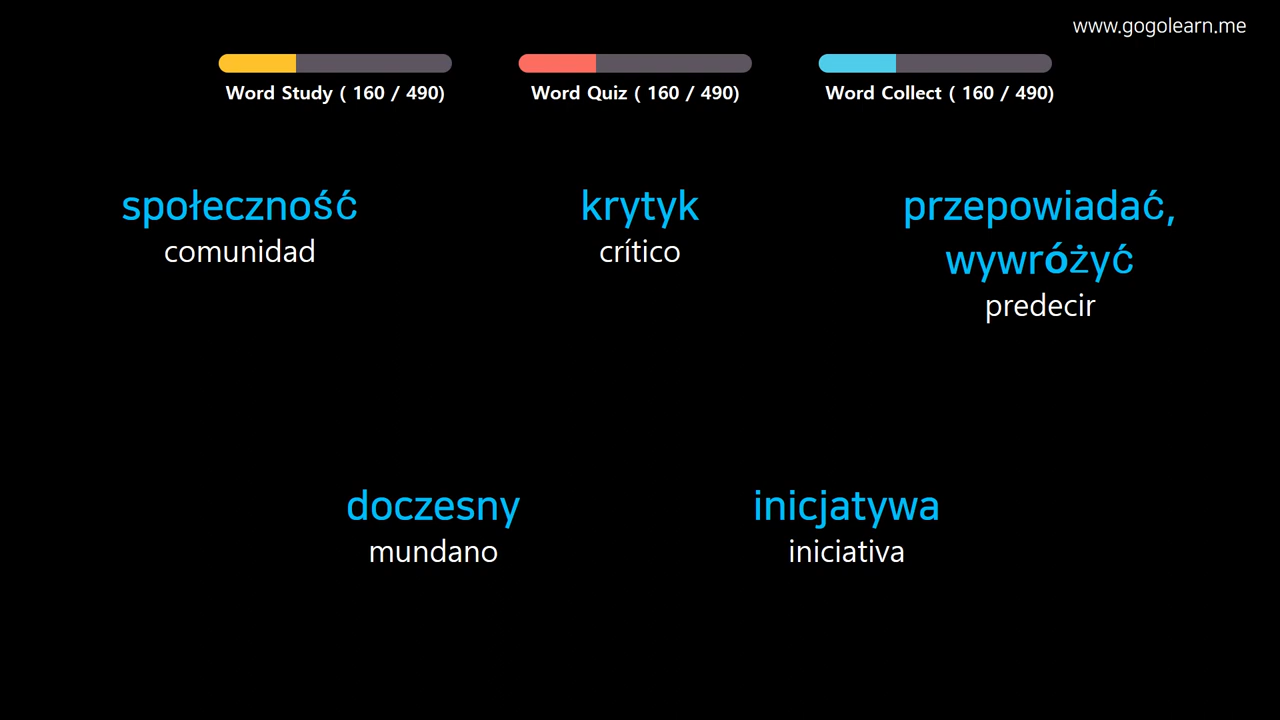 www.gogolearn.me
Word Study ( 160 / 490)
Word Quiz ( 160 / 490)
Word Collect ( 160 / 490)
społeczność
comunidad
krytyk
crítico
przepowiadać,
wywróżyć
predecir
doczesny
mundano
inicjatywa
iniciativa